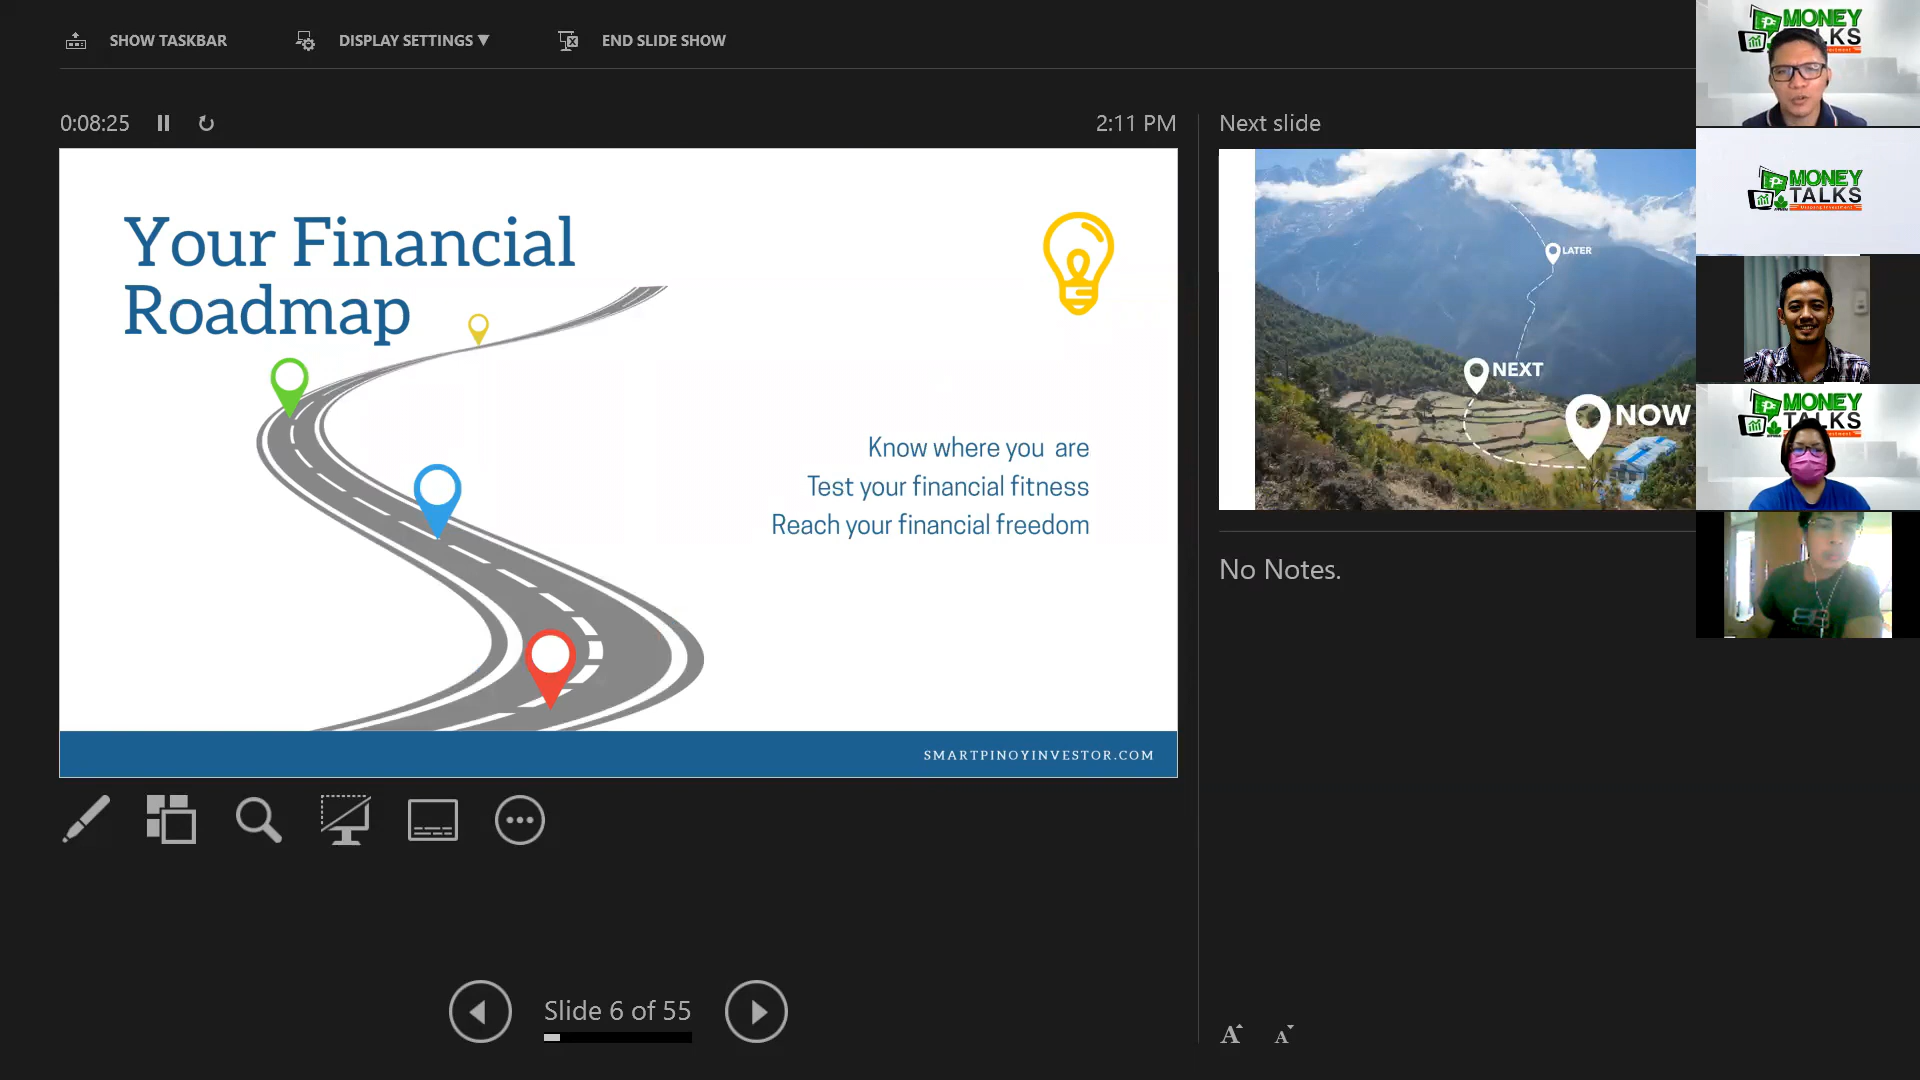 SHOW TASKBAR
DISPLAY SETTINGS ▼
END SLIDE SHOW
0:08:25
2:11 PM
Your Financial
Roadmap
Know where you are
Test your financial fitness
Reach your financial freedom
SMARTPINOYINVESTOR.COM
Slide 6 of 55
Next slide
LATER
NEXT
NOW
No Notes.
A
A
MONEY
LKS
MONEY
TALKS
MONEY
TALKS